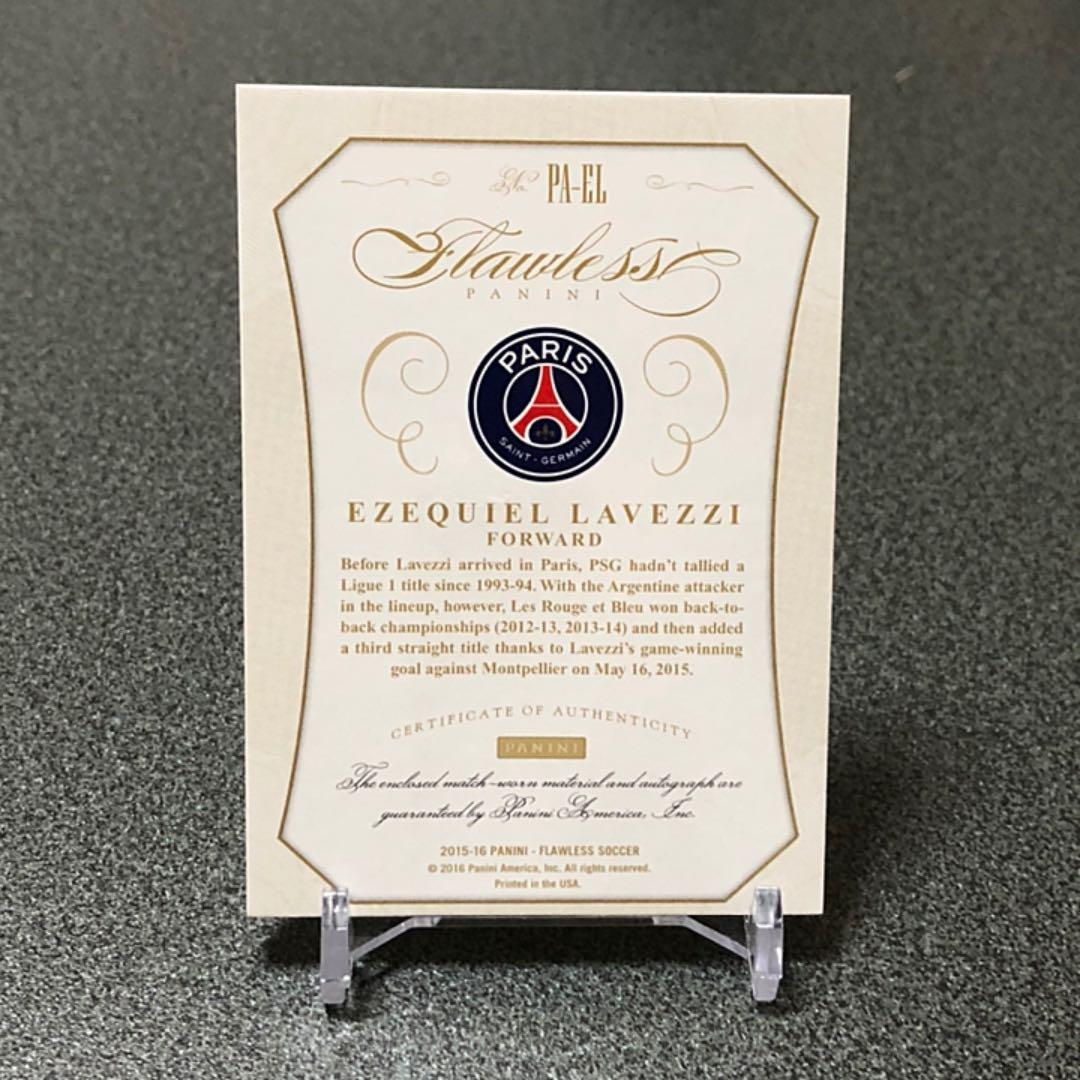 No. PA-EL
Flawless
PANINI
PARIS
SAINT-GERMAIN
EZEQUIEL LAVEZZI
FORWARD
Before Lavezzi arrived in Paris, PSG hadn't tallied a
Ligue 1 title since 1993-94. With the Argentine attacker
in the lineup, however, Les Rouge et Bleu won back-to-
back championships (2012-13, 2013-14) and then added
a third straight title thanks to Lavezzi's game-winning
goal against Montpellier on May 16, 2015.
CERTIFICATE OF AUTHENTICITY
PANINI
The enclosed match-worn material and autograph are
guaranteed by Panini America, Inc.
2015-16 PANINI - FLAWLESS SOCCER
© 2016 Panini America, Inc. All rights reserved.
Printed in the USA.